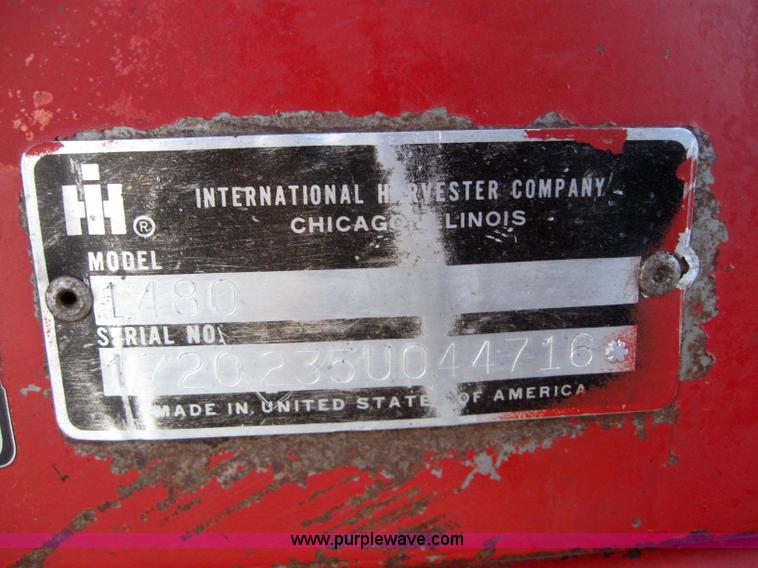 IH ®
INTERNATIONAL HARVESTER COMPANY
CHICAGO, ILLINOIS
MODEL
1480
SERIAL NO.
1720235U044716*
MADE IN UNITED STATES OF AMERICA
www.purplewave.com